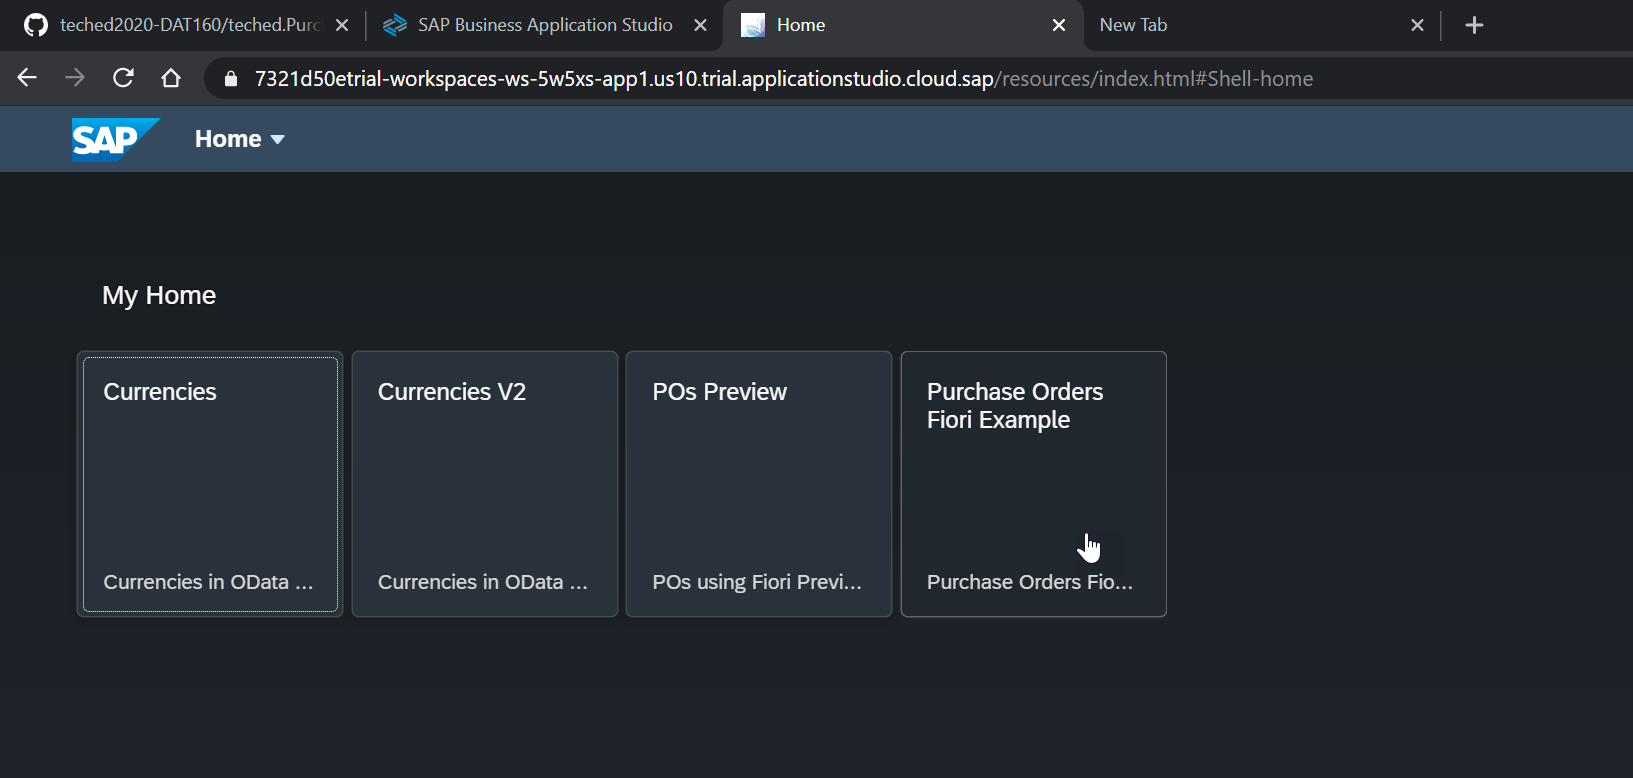 teched2020-DAT160/teched.Purc
SAP Business Application Studio
Home
New Tab
7321d50etrial-workspaces-ws-5w5xs-app1.us10.trial.applicationstudio.cloud.sap/resources/index.html#Shell-home
SAP
Home
My Home
Currencies
Currencies in OData ...
Currencies V2
Currencies in OData ...
POs Preview
POs using Fiori Previ...
Purchase Orders
Fiori Example
Purchase Orders Fio...